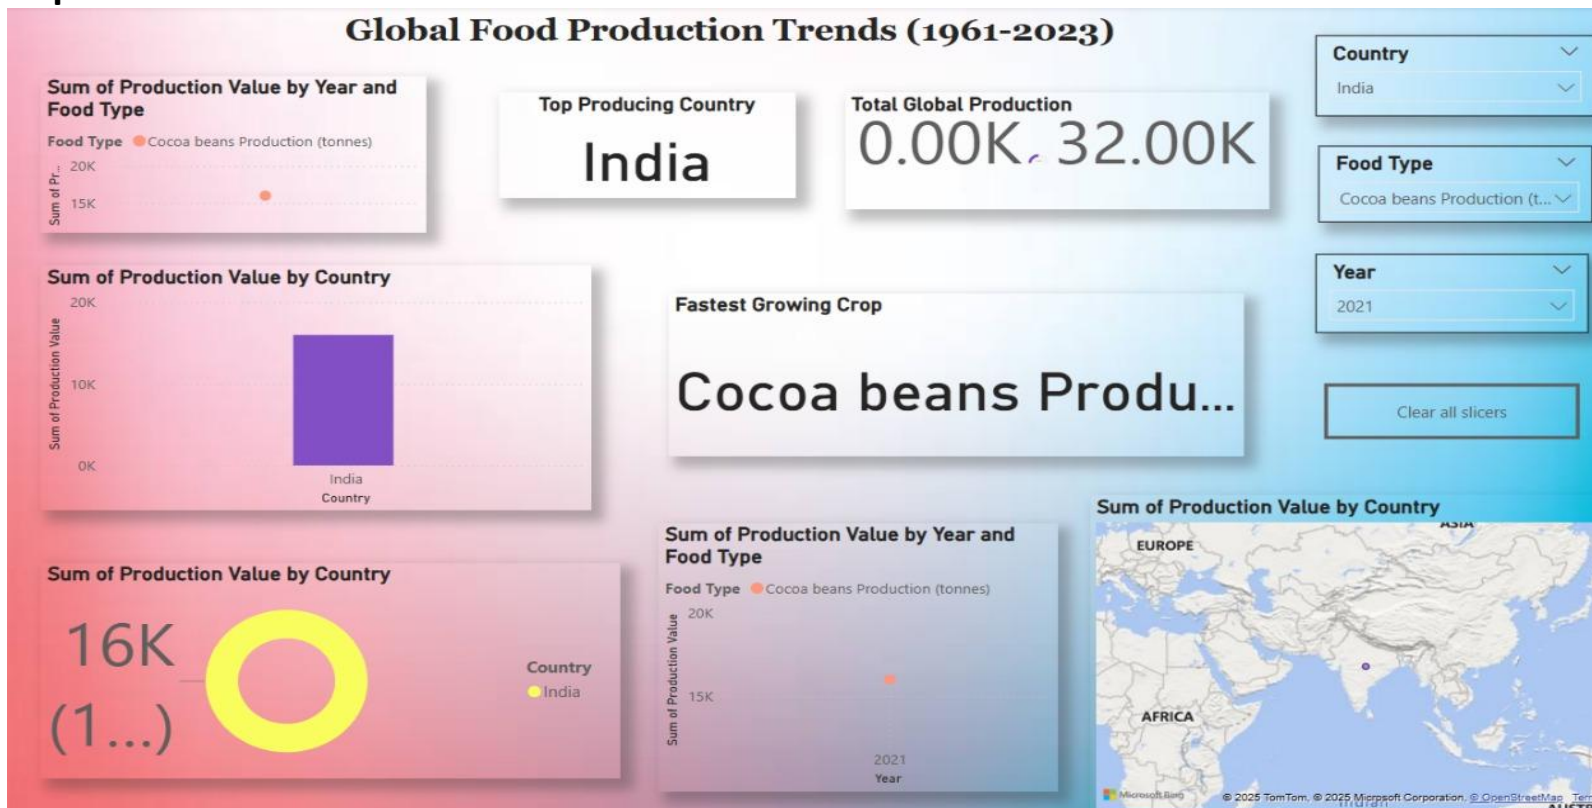 Global Food Production Trends (1961-2023)
Sum of Production Value by Year and
Food Type
Food Type Cocoa beans Production (tonnes)
20K
15K
Sum of Pr...
Top Producing Country
India
Total Global Production
0.00K 32.00K
Country
India
Food Type
Cocoa beans Production (t...
Year
2021
Clear all slicers
Sum of Production Value by Country
20K
10K
0K
Sum of Production Value
India
Country
Fastest Growing Crop
Cocoa beans Produ...
Sum of Production Value by Country
16K
(1...)
Country
India
Sum of Production Value by Year and
Food Type
Food Type Cocoa beans Production (tonnes)
20K
15K
Sum of Production Value
2021
Year
Sum of Production Value by Country
ASIA
EUROPE
AFRICA
Microsoft Bing
© 2025 TomTom, © 2025 Microsoft Corporation, © OpenStreetMap